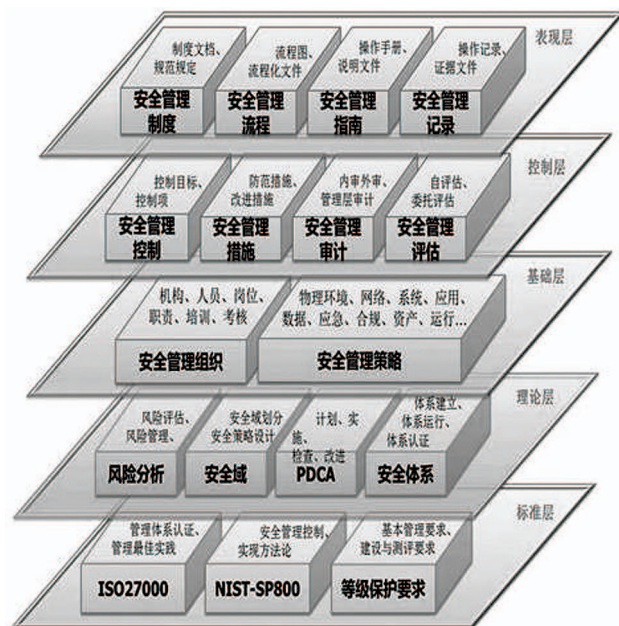 制度文档、
规范规定
流程图、
流程化文件
操作手册、
说明文件
操作记录、
证据文件
表现层
安全管理
制度
安全管理
流程
安全管理
指南
安全管理
记录
控制目标、
控制项
防范措施、
改进措施
内审外审、
管理层审计
自评估、
委托评估
控制层
安全管理
控制
安全管理
措施
安全管理
审计
安全管理
评估
机构、人员、岗位、
职责、培训、考核
物理环境、网络、系统、应用、
数据、应急、合规、资产、运行...
基础层
安全管理组织
安全管理策略
风险评估、
风险管理、
安全域划分
安全策略设计
计划、实
施、
检查、改进
体系建立、
体系运行、
体系认证
理论层
风险分析
安全域
PDCA
安全体系
管理体系认证、
管理最佳实践
安全管理控制、
实现方法论
基本管理要求、
建设与测评要求
标准层
ISO27000
NIST-SP800
等级保护要求